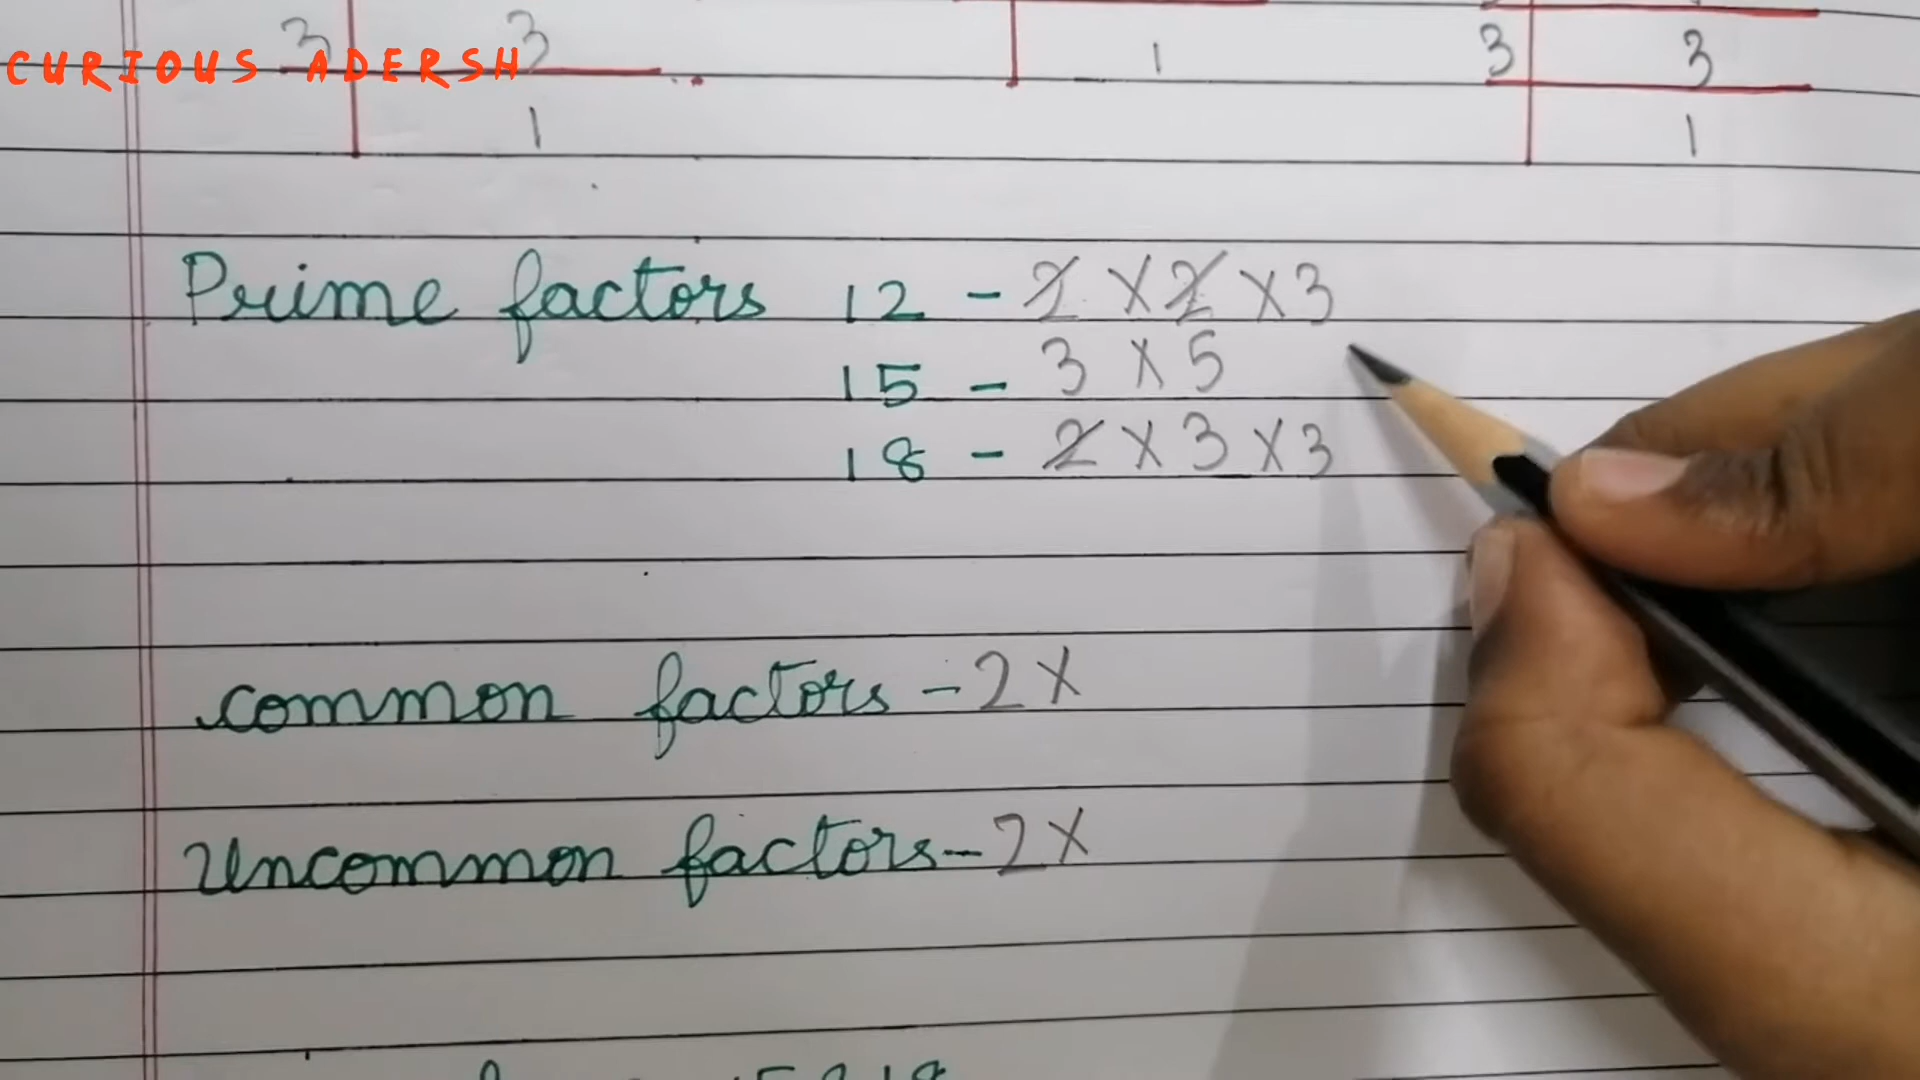 3 3 3 3
CURIOUS ADERSH 1
1 1
Prime factors 12 - 2 X 2 X 3
15 - 3 X 5
18 - 2 X 3 X 3
common factors - 2 X
Uncommon factors - 2 X